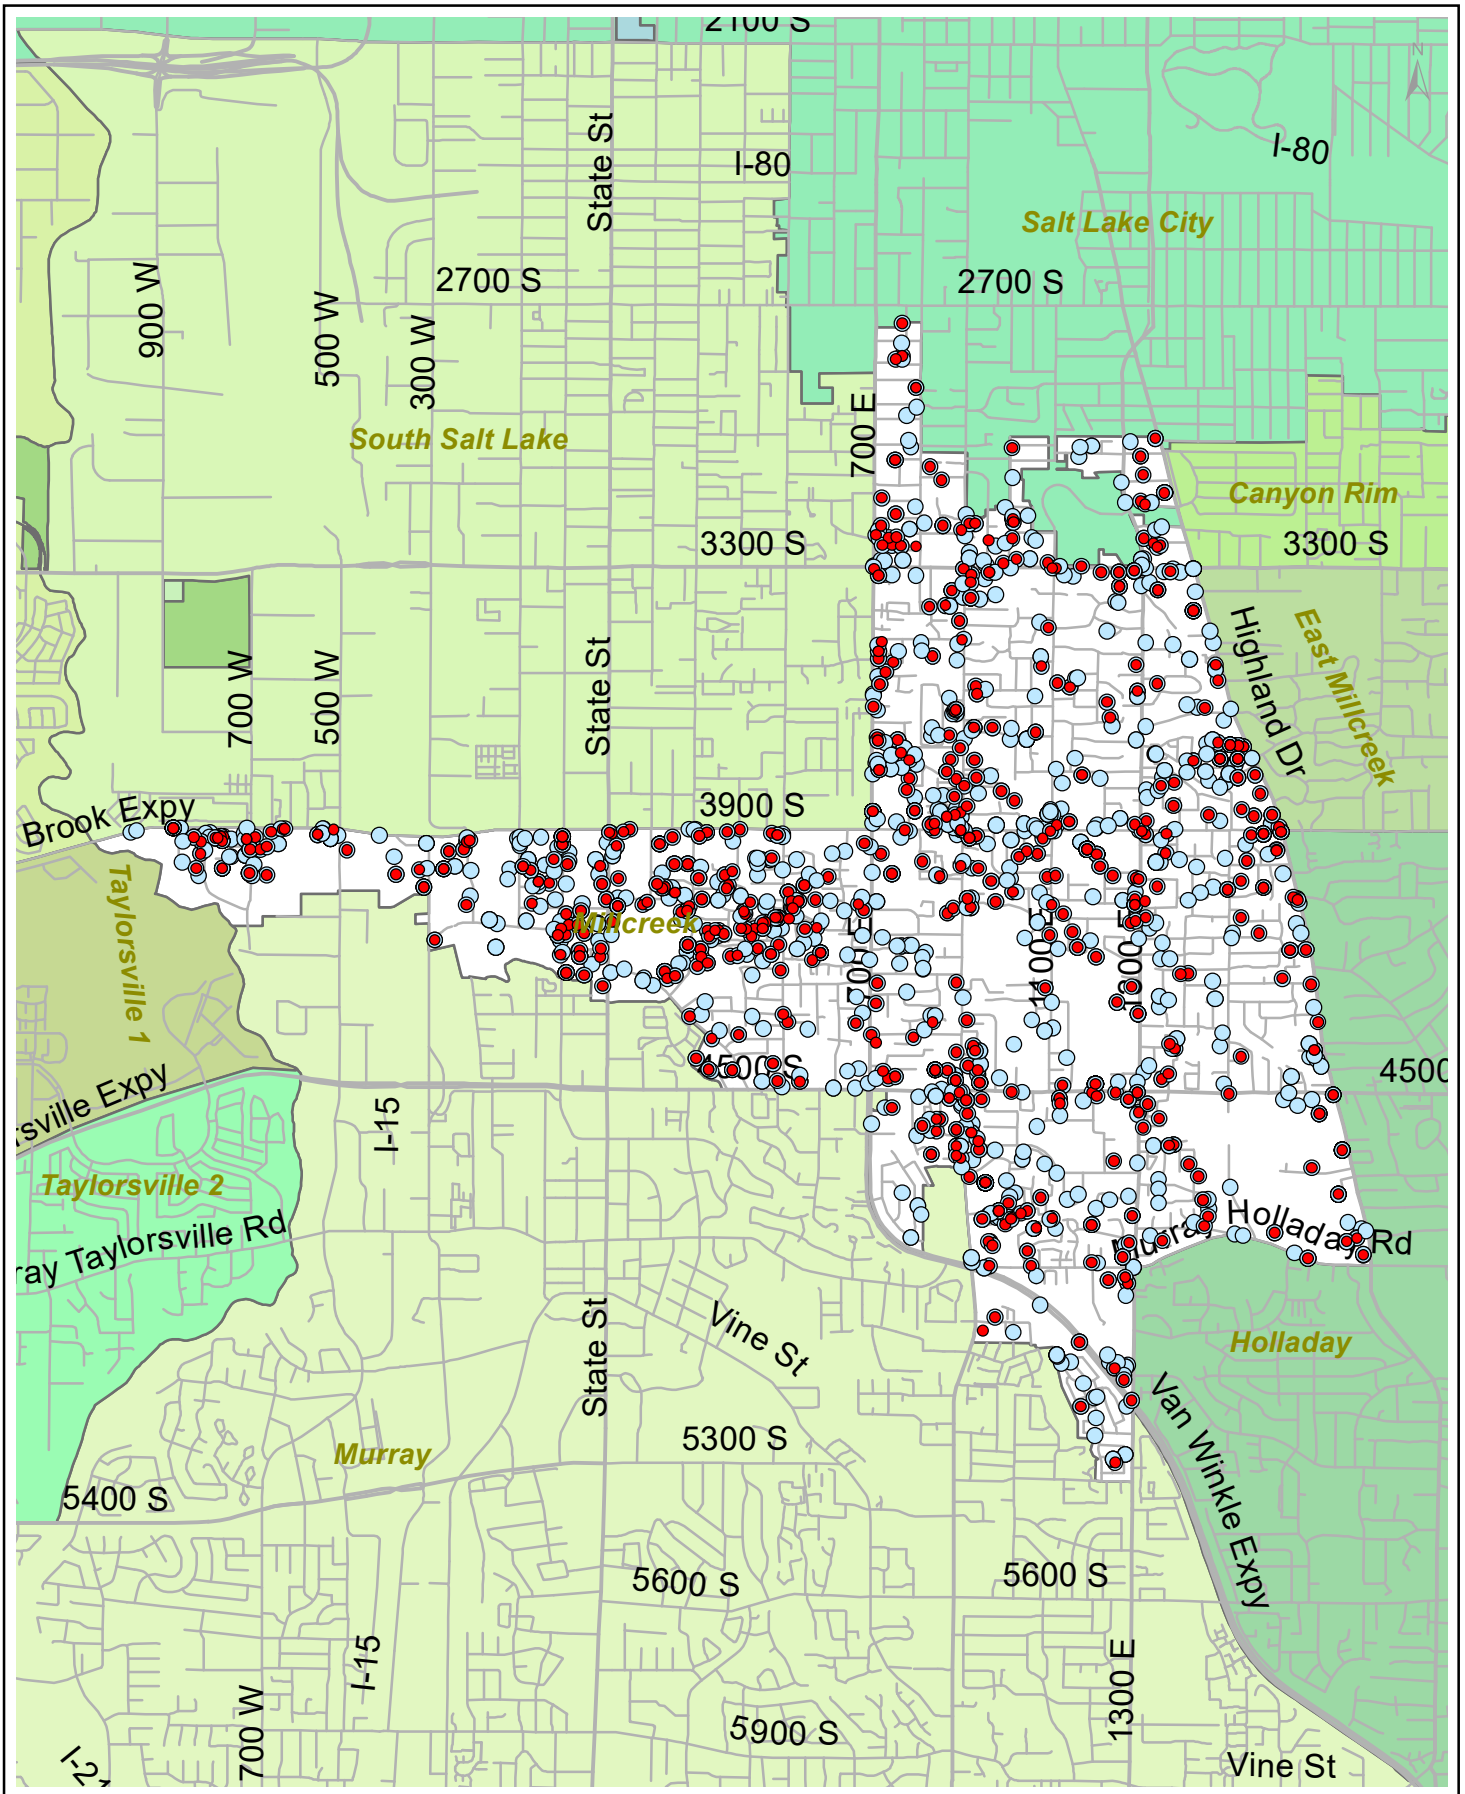 2100 S
N
State St
I-80
I-80
Salt Lake City
2700 S
2700 S
900 W
500 W
300 W
700 E
South Salt Lake
Canyon Rim
3300 S
3300 S
Highland Dr
East Millcreek
700 W
500 W
State St
3900 S
Brook Expy
Taylorsville 1
Millcreek
700 E
1100 E
1300 E
4500 S
4500
rsville Expy
I-15
Taylorsville 2
ray Taylorsville Rd
Murray Holladay Rd
State St
Vine St
Holladay
Van Winkle Expy
5300 S
Murray
5400 S
5600 S
5600 S
I-15
1300 E
700 W
5900 S
I-21
Vine St